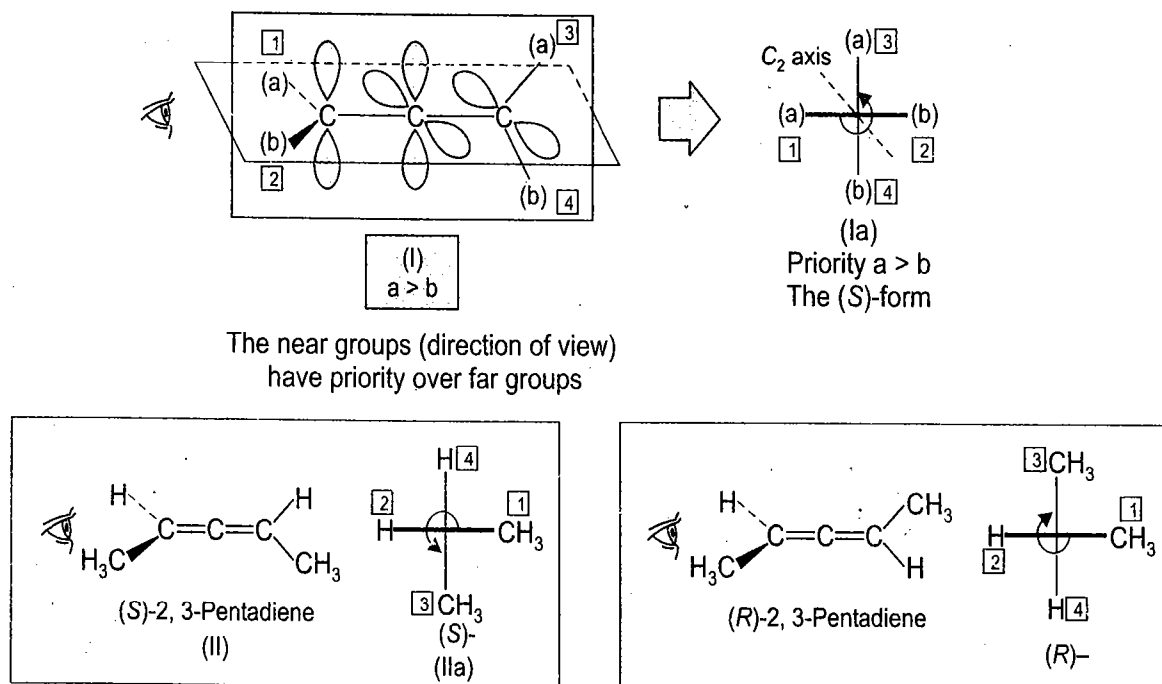 1
(a)
(b)
2
C
C
C
(a)
3
(b)
4
(I)
a > b
The near groups (direction of view)
have priority over far groups
(a) 3
C₂ axis
(a)
(b)
1
2
(b) 4
(Ia)
Priority a > b
The (S)-form
H
H
C=C=C
H₃C
CH₃
(S)-2, 3-Pentadiene
(II)
H 4
2
1
H
CH₃
3 CH₃
(S)-
(IIa)
H
CH₃
C=C=C
H₃C
H
(R)-2, 3-Pentadiene
3 CH₃
1
H
CH₃
2
H 4
(R)–